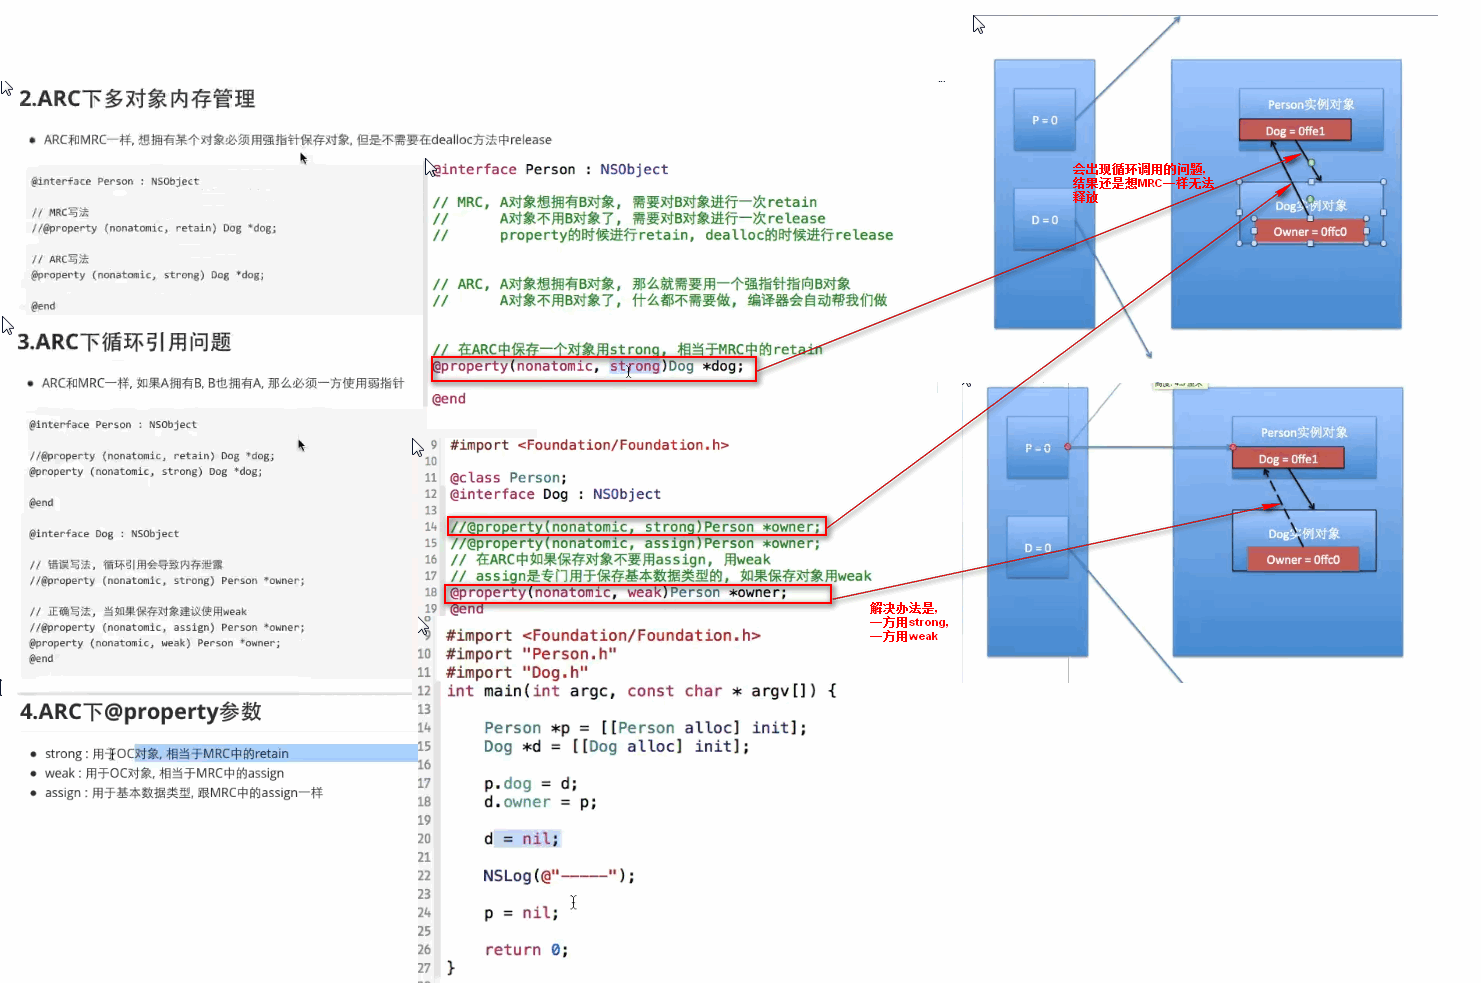 2.ARC下多对象内存管理
ARC和MRC一样, 想拥有某个对象必须用强指针保存对象, 但是不需要在dealloc方法中release
@interface Person : NSObject
// MRC写法
//@property (nonatomic, retain) Dog *dog;
// ARC写法
@property (nonatomic, strong) Dog *dog;
@end
3.ARC下循环引用问题
ARC和MRC一样, 如果A拥有B, B也拥有A, 那么必须一方使用弱指针
@interface Person : NSObject
//@property (nonatomic, retain) Dog *dog;
@property (nonatomic, strong) Dog *dog;
@end
@interface Dog : NSObject
// 错误写法, 循环引用会导致内存泄露
//@property (nonatomic, strong) Person *owner;
// 正确写法, 当如果保存对象建议使用weak
//@property (nonatomic, assign) Person *owner;
@property (nonatomic, weak) Person *owner;
@end
4.ARC下@property参数
strong : 用于OC对象, 相当于MRC中的retain
weak : 用于OC对象, 相当于MRC中的assign
assign : 用于基本数据类型, 跟MRC中的assign一样
@interface Person : NSObject
// MRC, A对象想拥有B对象, 需要对B对象进行一次retain
// A对象不用B对象了, 需要对B对象进行一次release
// property的时候进行retain, dealloc的时候进行release
// ARC, A对象想拥有B对象, 那么就需要用一个强指针指向B对象
// A对象不用B对象了, 什么都不需要做, 编译器会自动帮我们做
// 在ARC中保存一个对象用strong, 相当于MRC中的retain
@property(nonatomic, strong)Dog *dog;
@end
9 #import <Foundation/Foundation.h>
10
11 @class Person;
12 @interface Dog : NSObject
13
14 //@property(nonatomic, strong)Person *owner;
15 //@property(nonatomic, assign)Person *owner;
16 // 在ARC中如果保存对象不要用assign, 用weak
17 // assign是专门用于保存基本数据类型的, 如果保存对象用weak
18 @property(nonatomic, weak)Person *owner;
19 @end
9 #import <Foundation/Foundation.h>
10 #import "Person.h"
11 #import "Dog.h"
12 int main(int argc, const char * argv[]) {
13
14 Person *p = [[Person alloc] init];
15 Dog *d = [[Dog alloc] init];
16
17 p.dog = d;
18 d.owner = p;
19
20 d = nil;
21
22 NSLog(@"-----");
23
24 p = nil;
25
26 return 0;
27 }
...
P = 0
D = 0
Person实例对象
Dog = 0ffe1
会出现循环调用的问题,
结果还是想MRC一样无法
释放
Dog实例对象
Owner = 0ffc0
P = 0
D = 0
Person实例对象
Dog = 0ffe1
Dog实例对象
Owner = 0ffc0
解决办法是,
一方用strong,
一方用weak